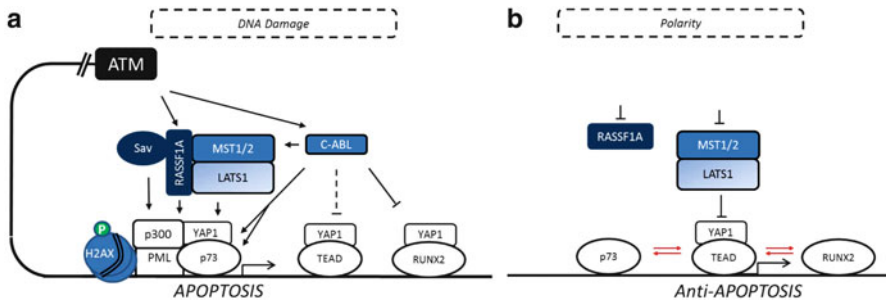 a
DNA Damage
ATM
Sav
RASSF1A
MST1/2
LATS1
C-ABL
P
H2AX
p300
PML
YAP1
p73
YAP1
TEAD
YAP1
RUNX2
APOPTOSIS
b
Polarity
RASSF1A
MST1/2
LATS1
p73
YAP1
TEAD
RUNX2
Anti-APOPTOSIS